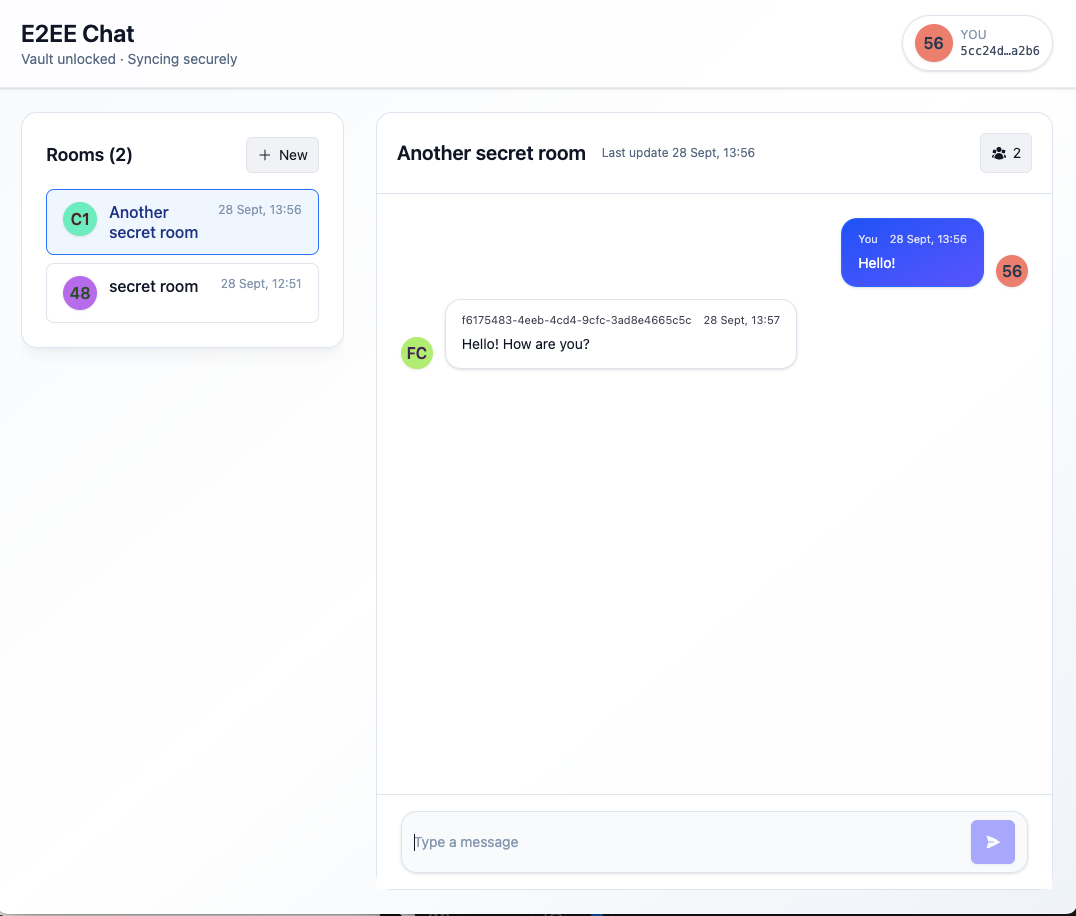 E2EE Chat
Vault unlocked · Syncing securely
56
YOU
5cc24d…a2b6
Rooms (2)
+ New
C1
Another
secret room
28 Sept, 13:56
48
secret room
28 Sept, 12:51
Another secret room
Last update 28 Sept, 13:56
2
You 28 Sept, 13:56
Hello!
56
f6175483-4eeb-4cd4-9cfc-3ad8e4665c5c 28 Sept, 13:57
Hello! How are you?
FC
Type a message